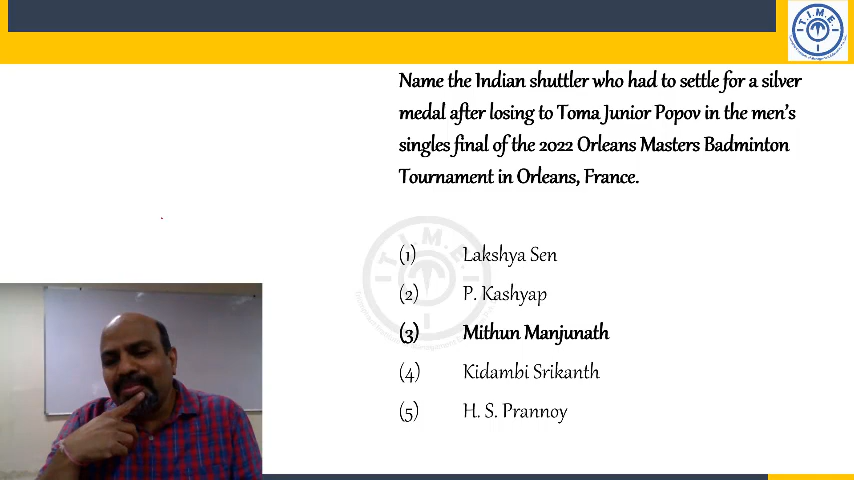 T.I.M.E.
Name the Indian shuttler who had to settle for a silver
medal after losing to Toma Junior Popov in the men's
singles final of the 2022 Orleans Masters Badminton
Tournament in Orleans, France.
T.I.M.E.
(1) Lakshya Sen
(2) P. Kashyap
(3) Mithun Manjunath
(4) Kidambi Srikanth
(5) H. S. Prannoy